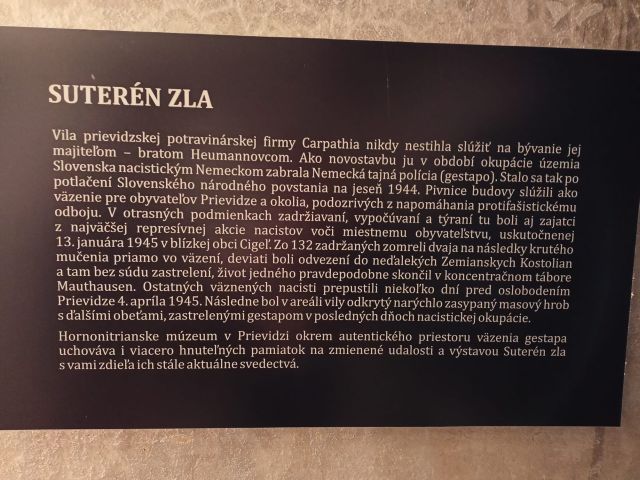 SUTERÉN ZLA
Vila prievidzskej potravinárskej firmy Carpathia nikdy nestihla slúžiť na bývanie jej
majiteľom – bratom Heumannovcom. Ako novostavbu ju v období okupácie územia
Slovenska nacistickým Nemeckom zabrala Nemecká tajná polícia (gestapo). Stalo sa tak po
potlačení Slovenského národného povstania na jeseň 1944. Pivnice budovy slúžili ako
väzenie pre obyvateľov Prievidze a okolia, podozrivých z napomáhania protifašistickému
odboju. V otrasných podmienkach zadržiavaní, vypočúvaní a týraní tu boli aj zajatci
z najväčšej represívnej akcie nacistov voči miestnemu obyvateľstvu, uskutočnenej
13. januára 1945 v blízkej obci Cigeľ. Zo 132 zadržaných zomreli dvaja na následky krutého
mučenia priamo vo väzení, deviati boli odvezení do neďalekých Zemianskych Kostolian
a tam bez súdu zastrelení, život jedného pravdepodobne skončil v koncentračnom tábore
Mauthausen. Ostatných väznených nacisti prepustili niekoľko dní pred oslobodením
Prievidze 4. apríla 1945. Následne bol v areáli vily odkrytý narýchlo zasypaný masový hrob
s ďalšími obeťami, zastrelenými gestapom v posledných dňoch nacistickej okupácie.
Hornonitrianske múzeum v Prievidzi okrem autentického priestoru väzenia gestapa
uchováva i viacero hnuteľných pamiatok na zmienené udalosti a výstavou Suterén zla
s vami zdieľa ich stále aktuálne svedectvá.